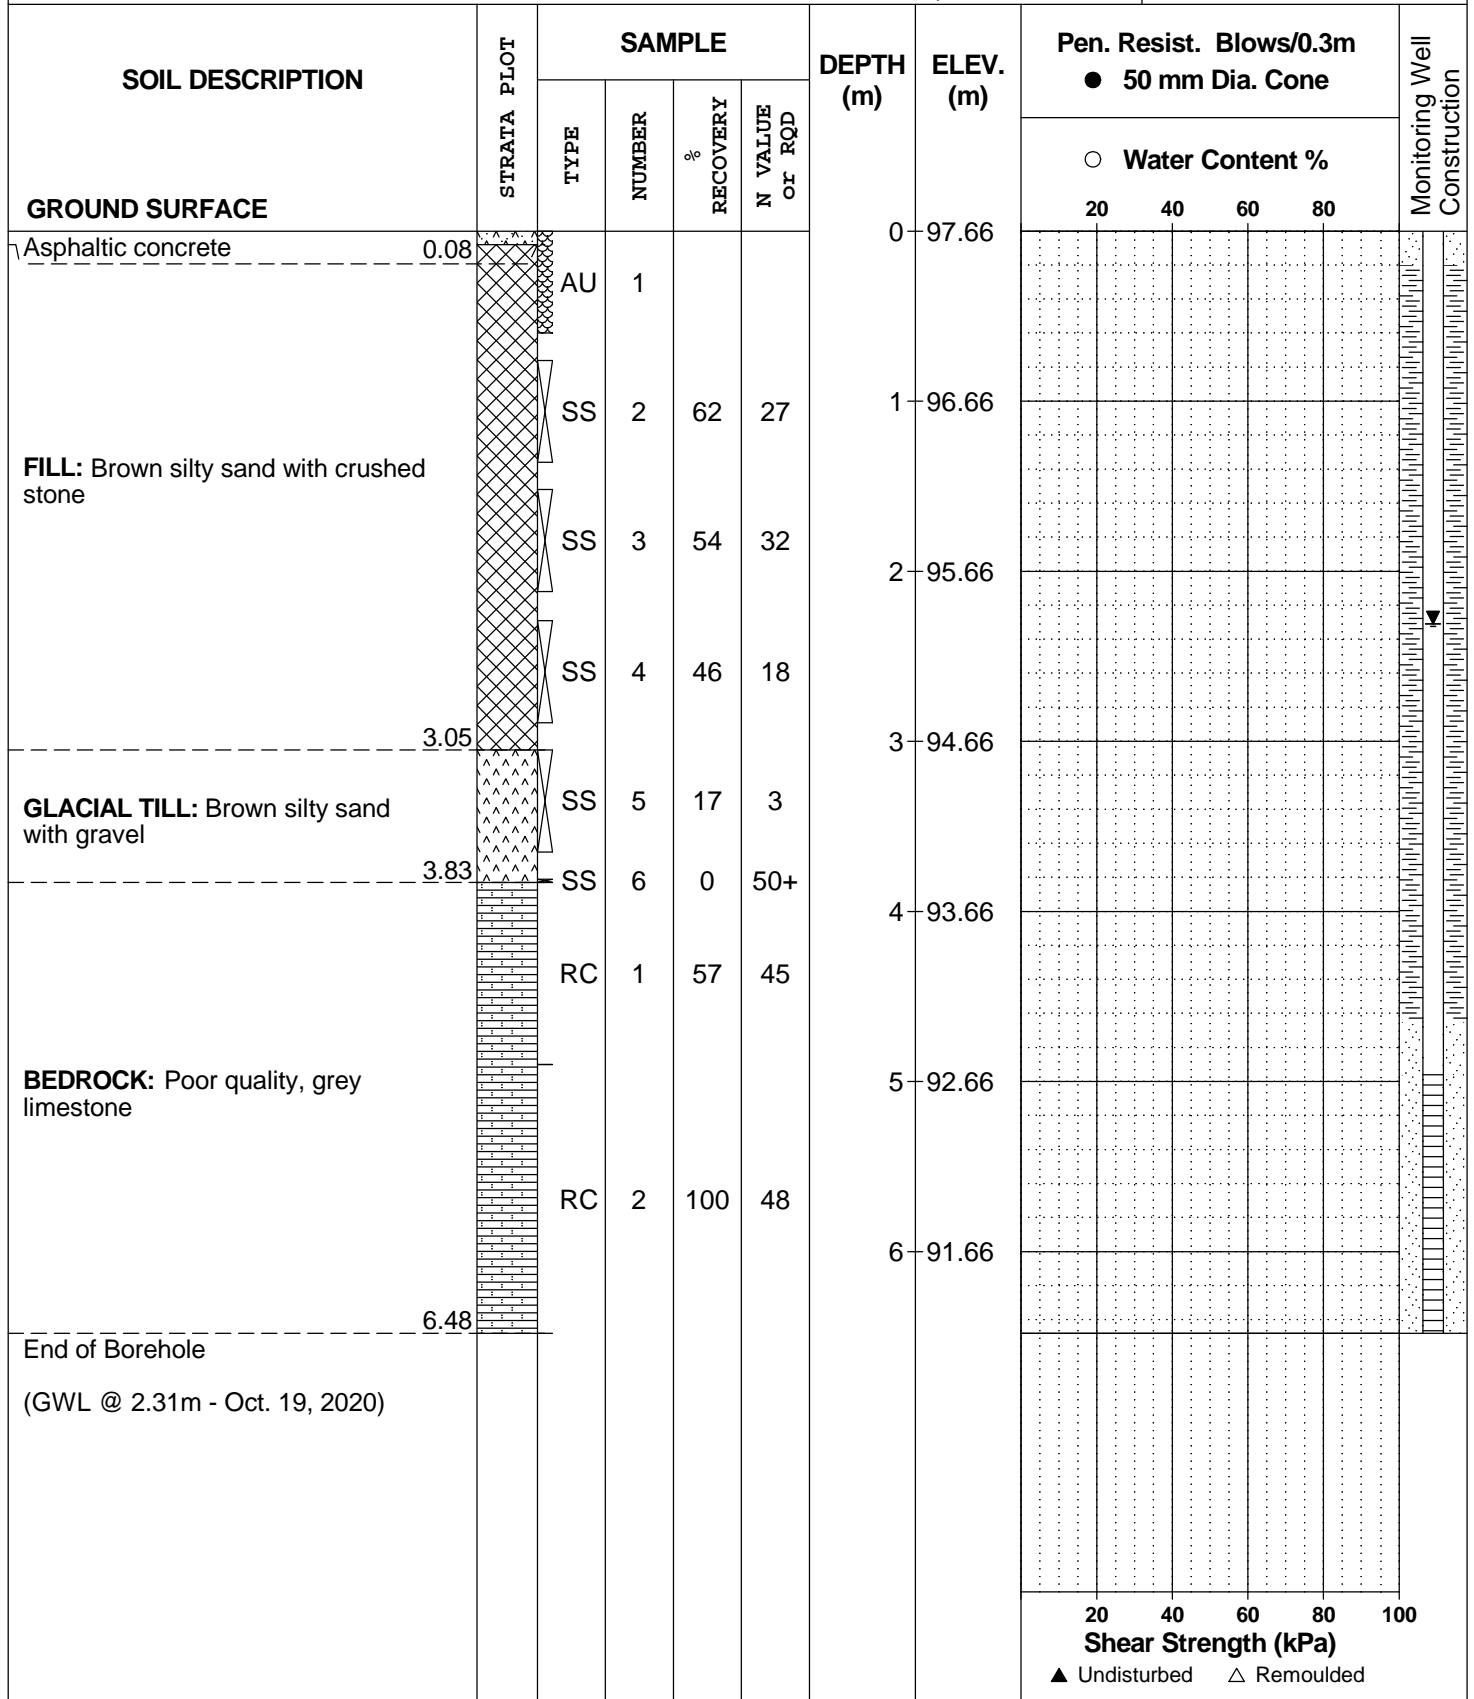 SOIL DESCRIPTION
GROUND SURFACE
STRATA PLOT
SAMPLE
TYPE
NUMBER
%
RECOVERY
N VALUE
or RQD
DEPTH
(m)
ELEV.
(m)
Pen. Resist. Blows/0.3m
● 50 mm Dia. Cone
○ Water Content %
20 40 60 80
Monitoring Well
Construction
0 97.66
Asphaltic concrete 0.08
AU 1
SS 2 62 27
1 96.66
FILL: Brown silty sand with crushed
stone
SS 3 54 32
2 95.66
SS 4 46 18
3.05
3 94.66
GLACIAL TILL: Brown silty sand
with gravel
SS 5 17 3
3.83
SS 6 0 50+
4 93.66
RC 1 57 45
BEDROCK: Poor quality, grey
limestone
5 92.66
RC 2 100 48
6 91.66
6.48
End of Borehole
(GWL @ 2.31m - Oct. 19, 2020)
20 40 60 80 100
Shear Strength (kPa)
▲ Undisturbed △ Remoulded